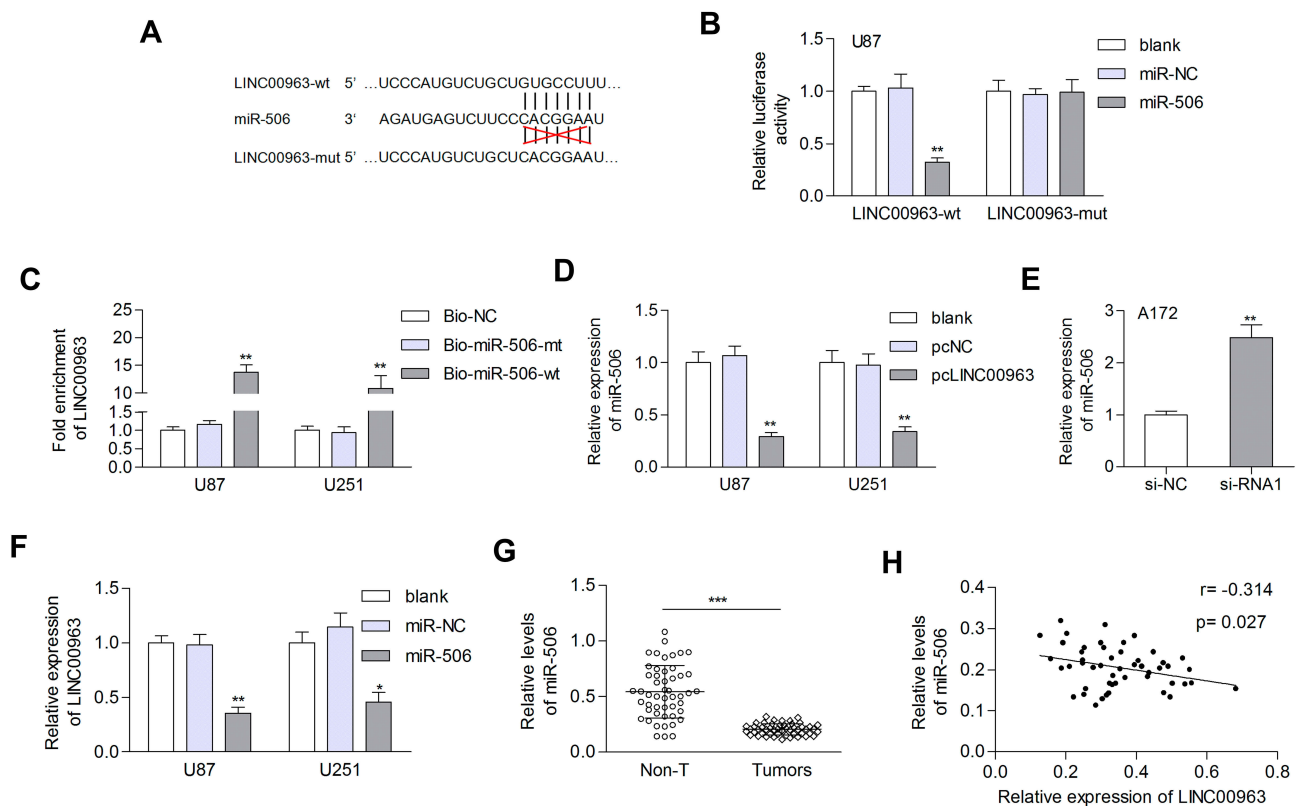 A
LINC00963-wt 5' ...UCCCAUGUCUGCUGUGCCUUU...
miR-506 3' AGAUGAGUCUUCCCACGGAAU
LINC00963-mut 5' ...UCCCAUGUCUGCUCACGGAAU...
B
Relative luciferase
activity
1.5
1.0
0.5
0.0
U87
**
LINC00963-wt
LINC00963-mut
blank
miR-NC
miR-506
C
Fold enrichment
of LINC00963
25
20
15
10
5
1.5
1.0
0.5
0.0
**
**
U87
U251
Bio-NC
Bio-miR-506-mt
Bio-miR-506-wt
D
Relative expression
of miR-506
1.5
1.0
0.5
0.0
**
**
U87
U251
blank
pcNC
pcLINC00963
E
Relative expression
of miR-506
3
2
1
0
A172
**
si-NC
si-RNA1
F
Relative expression
of LINC00963
1.5
1.0
0.5
0.0
**
*
U87
U251
blank
miR-NC
miR-506
G
Relative levels
of miR-506
1.5
1.0
0.5
0.0
***
Non-T
Tumors
H
Relative levels
of miR-506
0.4
0.3
0.2
0.1
0.0
r= -0.314
p= 0.027
0.0 0.2 0.4 0.6 0.8
Relative expression of LINC00963